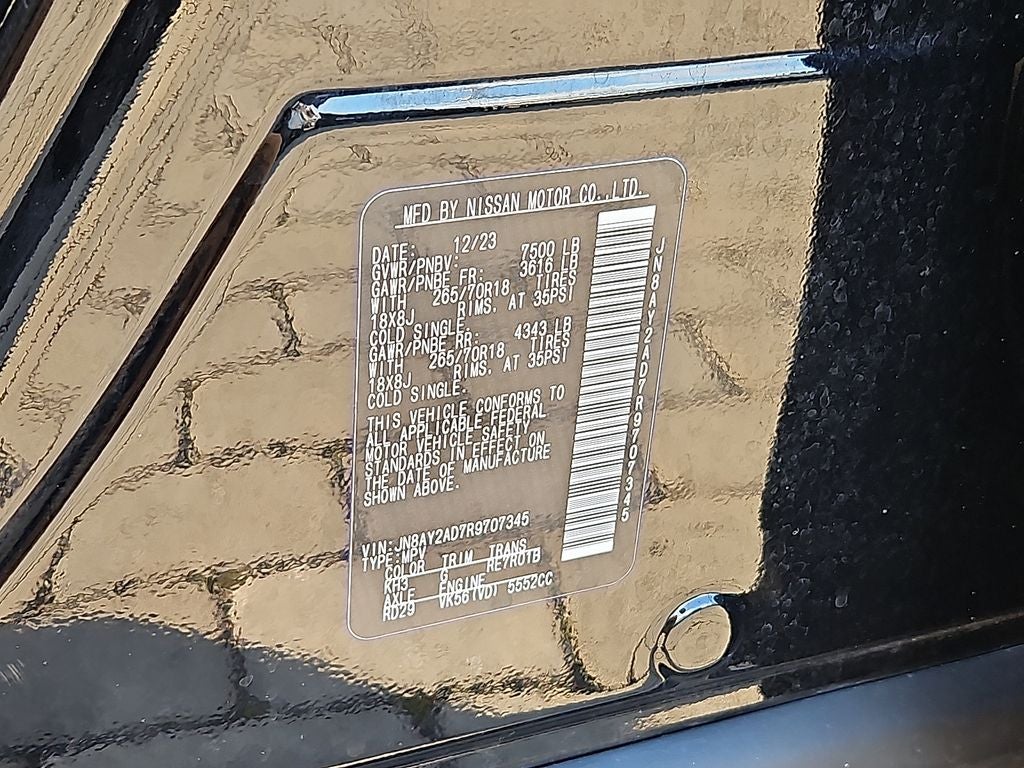 MFD BY NISSAN MOTOR CO.,LTD.
DATE: 12/23
GVWR/PNBV: 7500 LB
GAWR/PNBE FR: 3616 LB
WITH 265/70R18 TIRES
18X8J RIMS, AT 35PSI
COLD SINGLE.
GAWR/PNBE RR: 4343 LB
WITH 265/70R18 TIRES
18X8J RIMS, AT 35PSI
COLD SINGLE.
THIS VEHICLE CONFORMS TO
ALL APPLICABLE FEDERAL
MOTOR VEHICLE SAFETY
STANDARDS IN EFFECT ON
THE DATE OF MANUFACTURE
SHOWN ABOVE.
VIN:JN8AY2AD7R9707345
TYPE:MPV
COLOR TRIM TRANS
KH3 G RE7R01B
AXLE ENGINE
RD29 VK56(VD) 5552CC
JN8AY2AD7R9707345